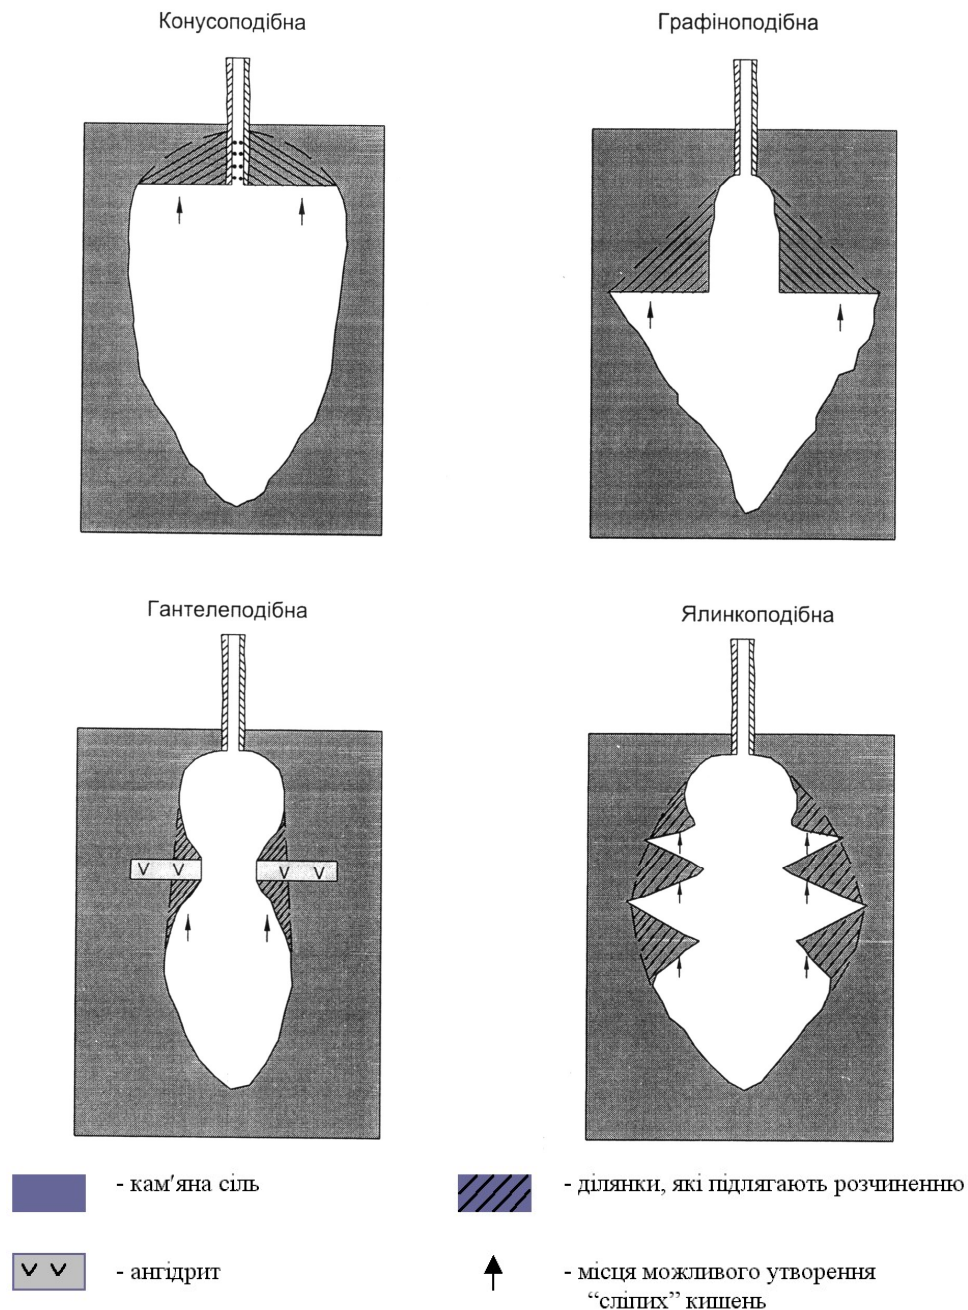 Конусоподібна
Графіноподібна
Гантелеподібна
V V V V
Ялинкоподібна
- кам'яна сіль
- ділянки, які підлягають розчиненню
V V
- ангідрит
- місця можливого утворення
“сліпих” кишень